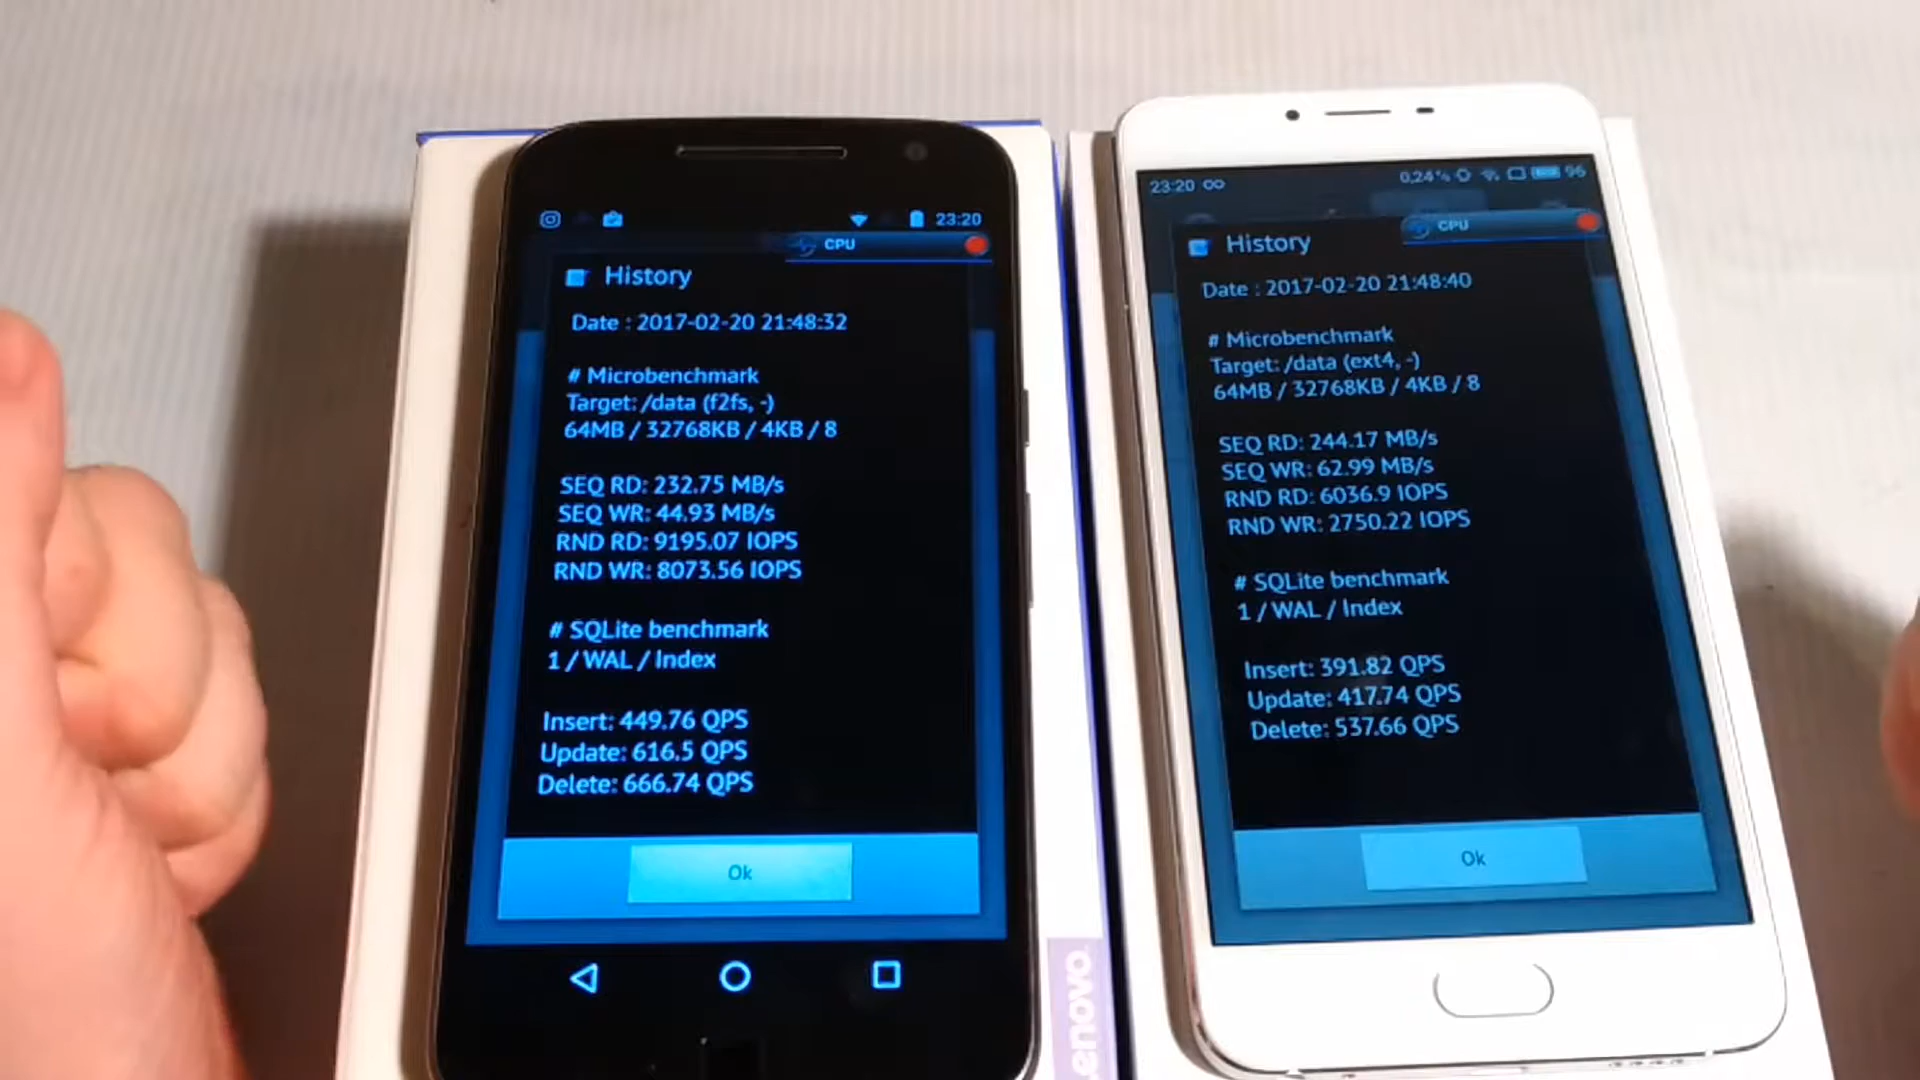 23:20
CPU
History
Date : 2017-02-20 21:48:32
# Microbenchmark
Target: /data (f2fs, -)
64MB / 32768KB / 4KB / 8
SEQ RD: 232.75 MB/s
SEQ WR: 44.93 MB/s
RND RD: 9195.07 IOPS
RND WR: 8073.56 IOPS
# SQLite benchmark
1 / WAL / Index
Insert: 449.76 QPS
Update: 616.5 QPS
Delete: 666.74 QPS
Ok
23:20 0,24% 96
CPU
History
Date : 2017-02-20 21:48:40
# Microbenchmark
Target: /data (ext4, -)
64MB / 32768KB / 4KB / 8
SEQ RD: 244.17 MB/s
SEQ WR: 62.99 MB/s
RND RD: 6036.9 IOPS
RND WR: 2750.22 IOPS
# SQLite benchmark
1 / WAL / Index
Insert: 391.82 QPS
Update: 417.74 QPS
Delete: 537.66 QPS
Ok
Lenovo